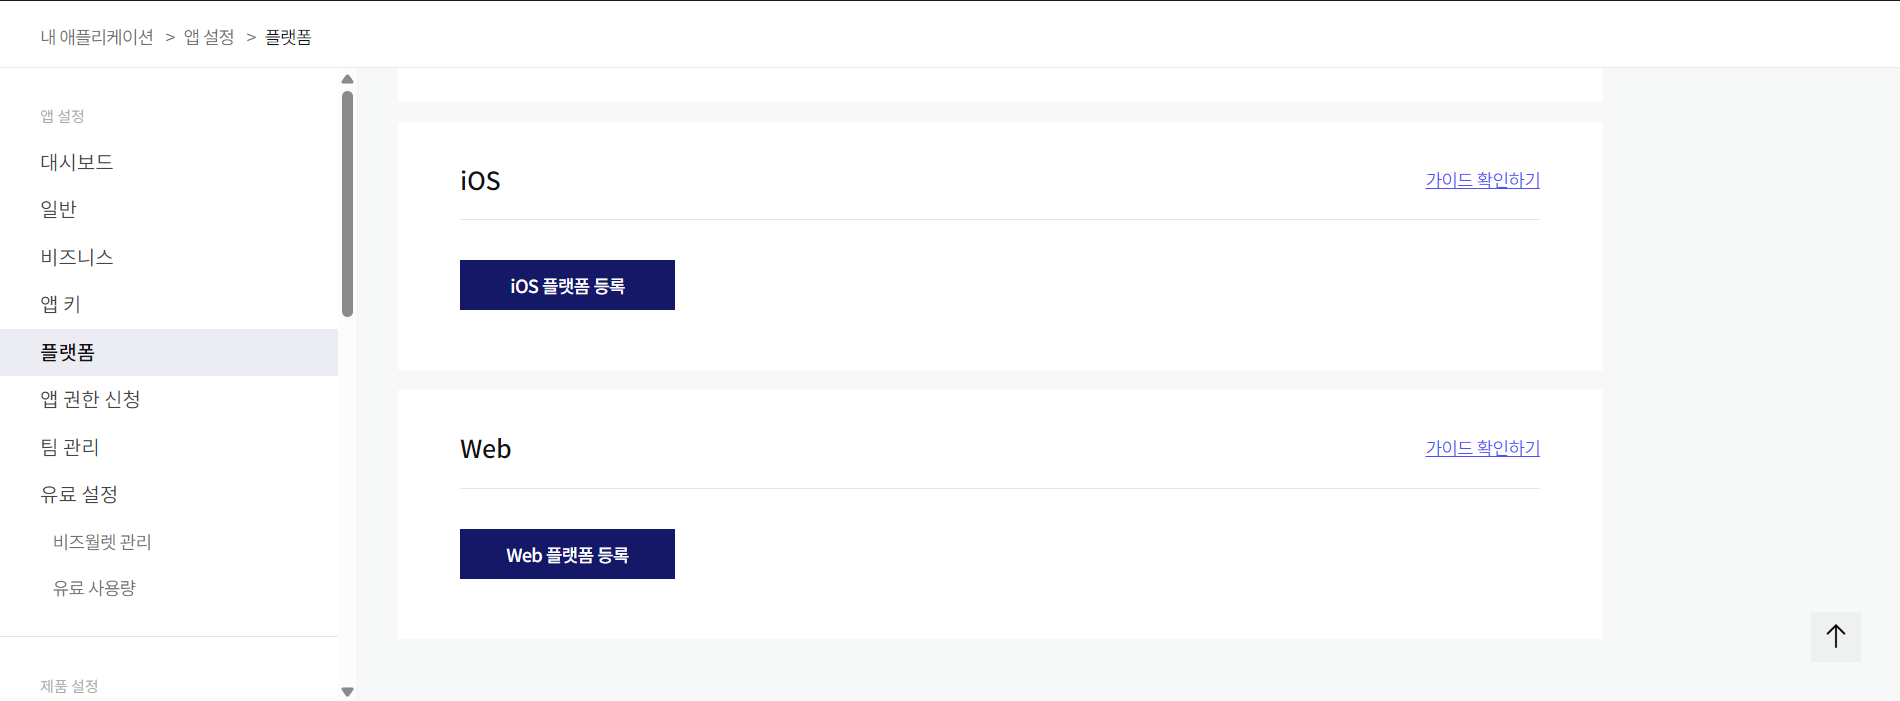 내 애플리케이션 > 앱 설정 > 플랫폼
앱 설정
대시보드
일반
비즈니스
앱 키
플랫폼
앱 권한 신청
팀 관리
유료 설정
비즈월렛 관리
유료 사용량
제품 설정
iOS
가이드 확인하기
iOS 플랫폼 등록
Web
가이드 확인하기
Web 플랫폼 등록